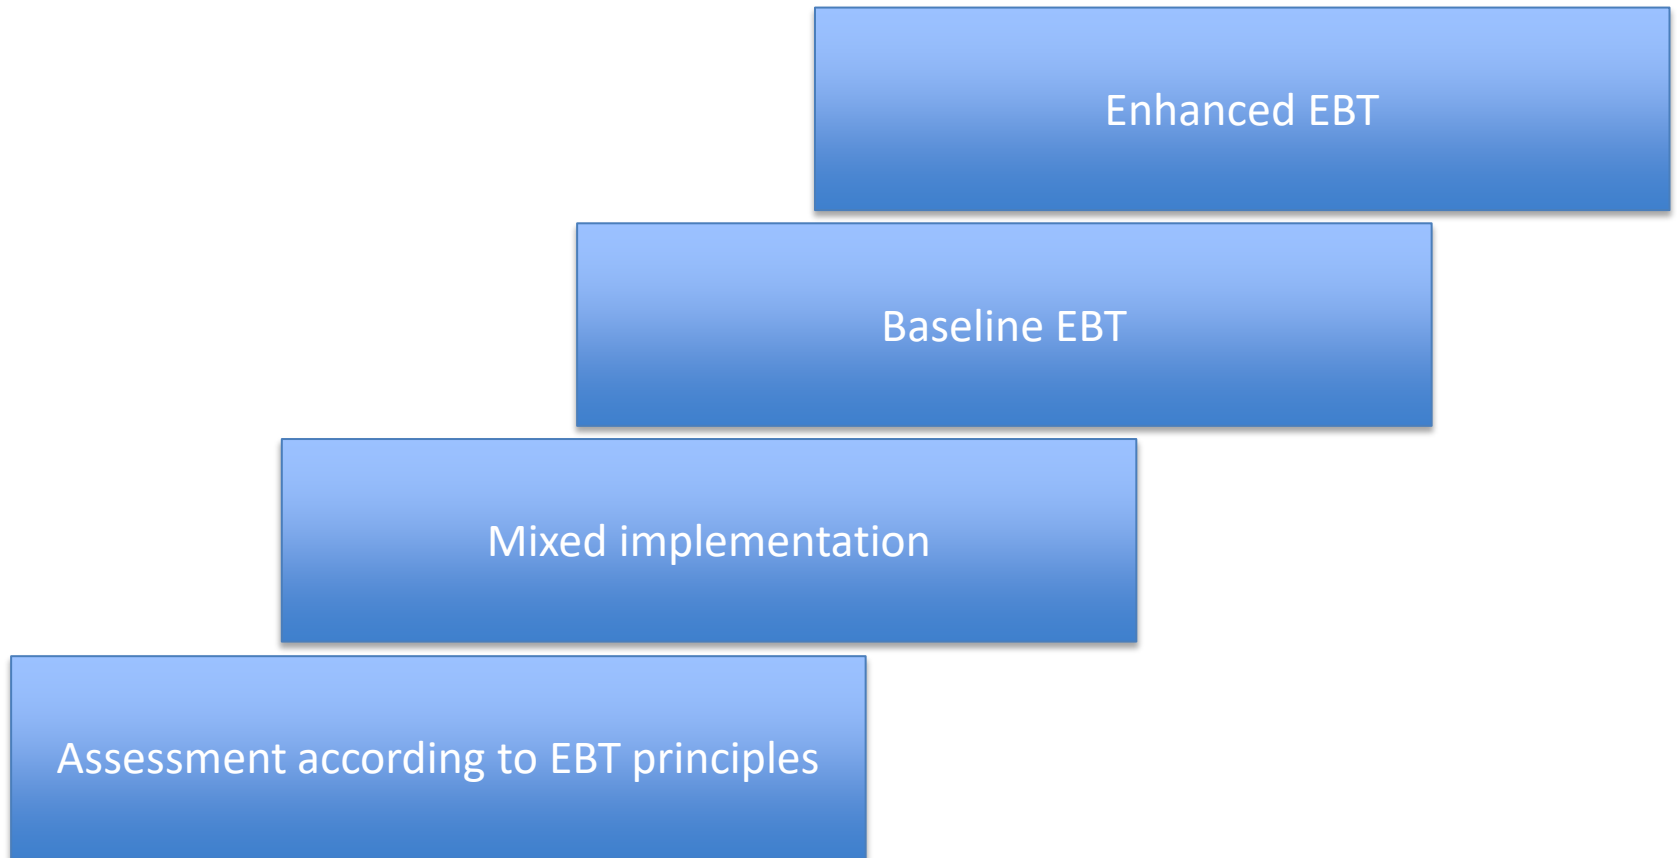 Enhanced EBT
Baseline EBT
Mixed implementation
Assessment according to EBT principles